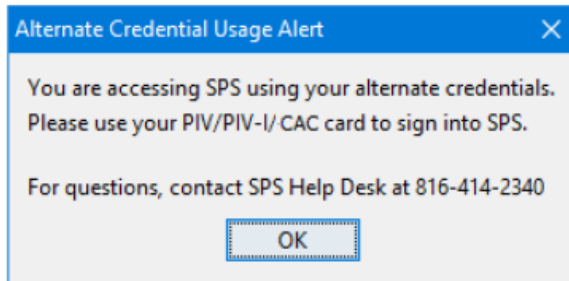 Alternate Credential Usage Alert
You are accessing SPS using your alternate credentials.
Please use your PIV/PIV-I/CAC card to sign into SPS.
For questions, contact SPS Help Desk at 816-414-2340
OK